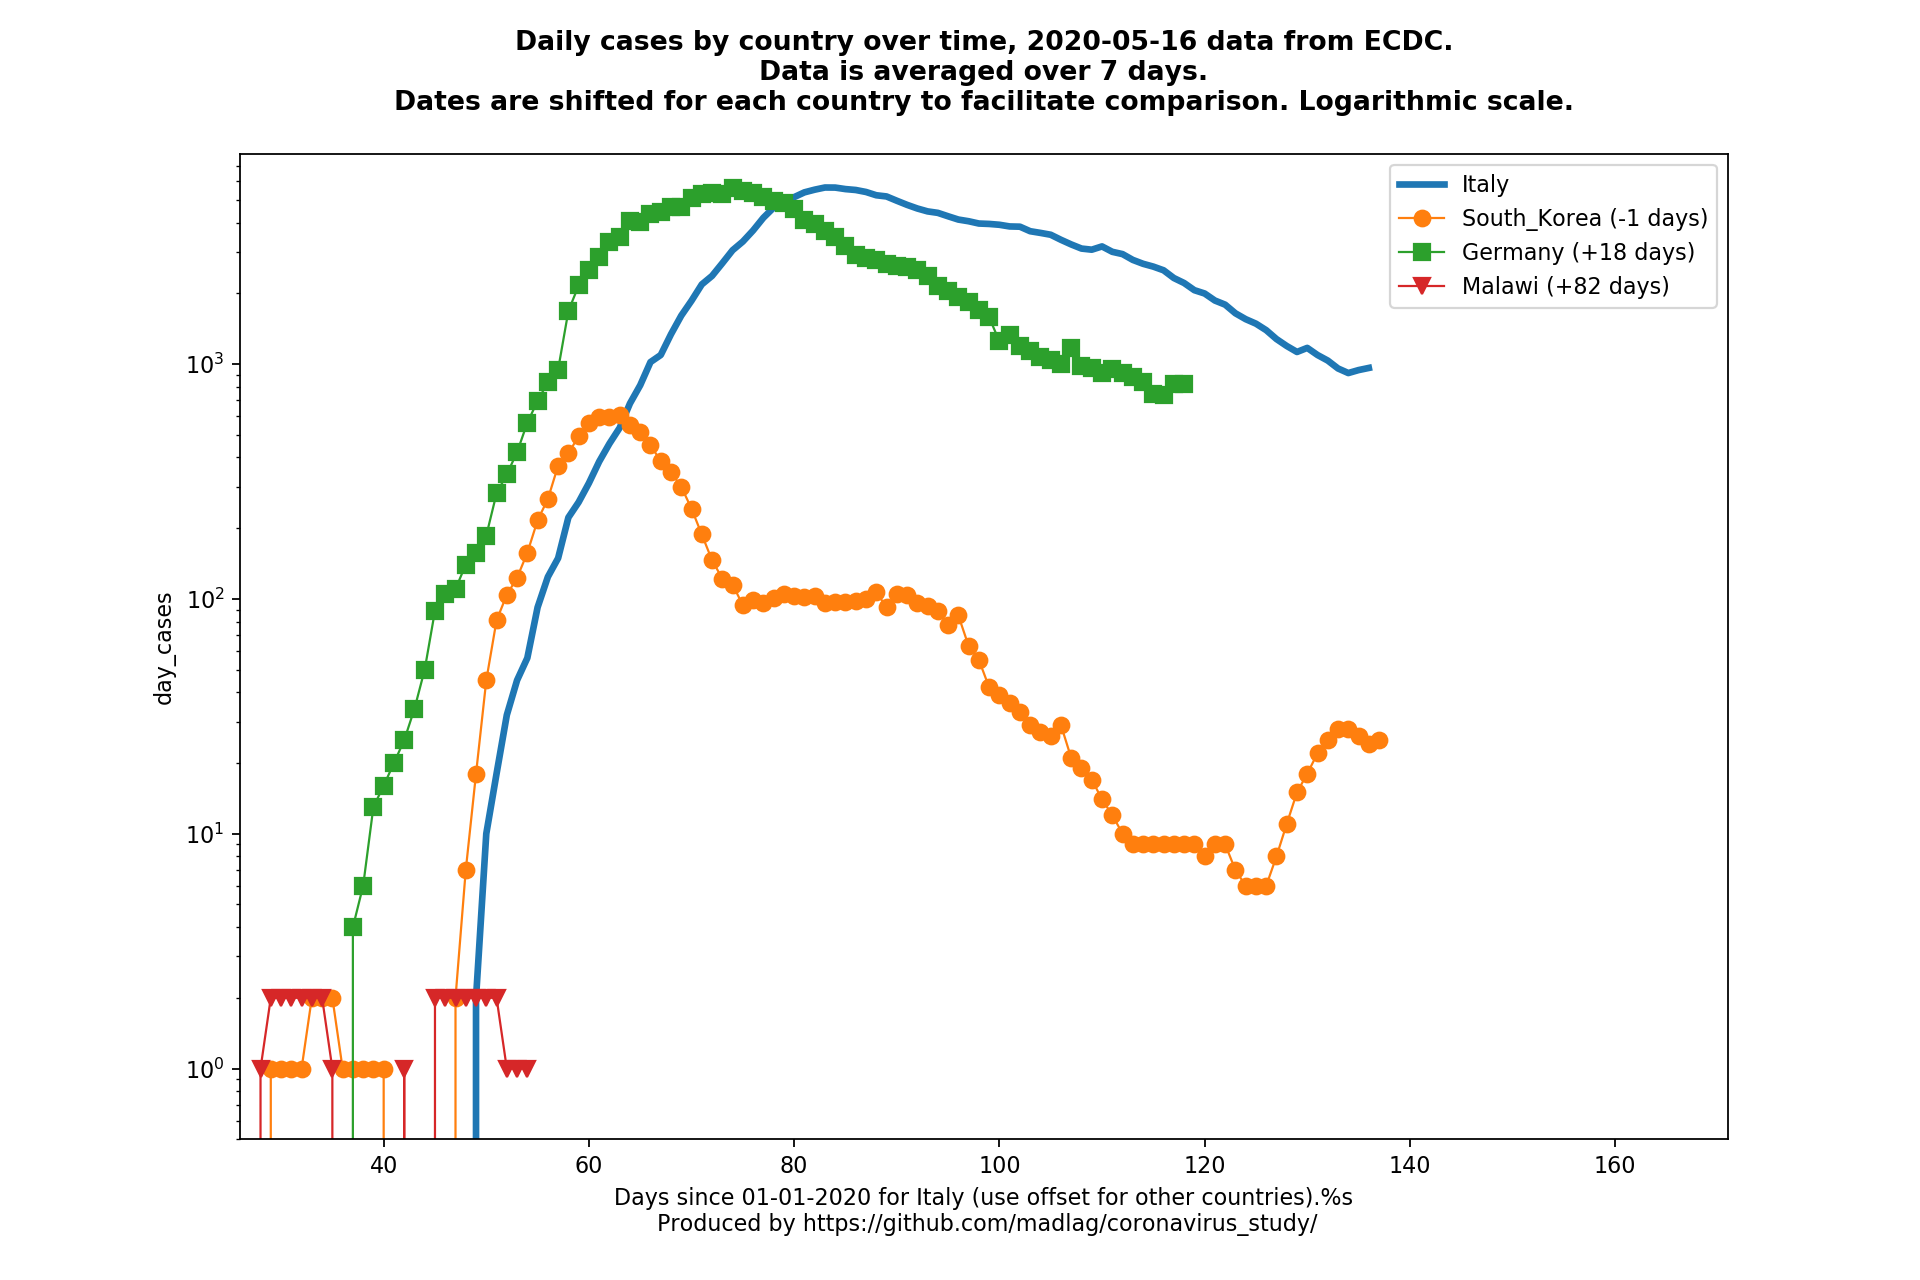 Daily cases by country over time, 2020-05-16 data from ECDC.
Data is averaged over 7 days.
Dates are shifted for each country to facilitate comparison. Logarithmic scale.
Italy
South_Korea (-1 days)
Germany (+18 days)
Malawi (+82 days)
day_cases
10³
10²
10¹
10⁰
40 60 80 100 120 140 160
Days since 01-01-2020 for Italy (use offset for other countries).%s
Produced by https://github.com/madlag/coronavirus_study/